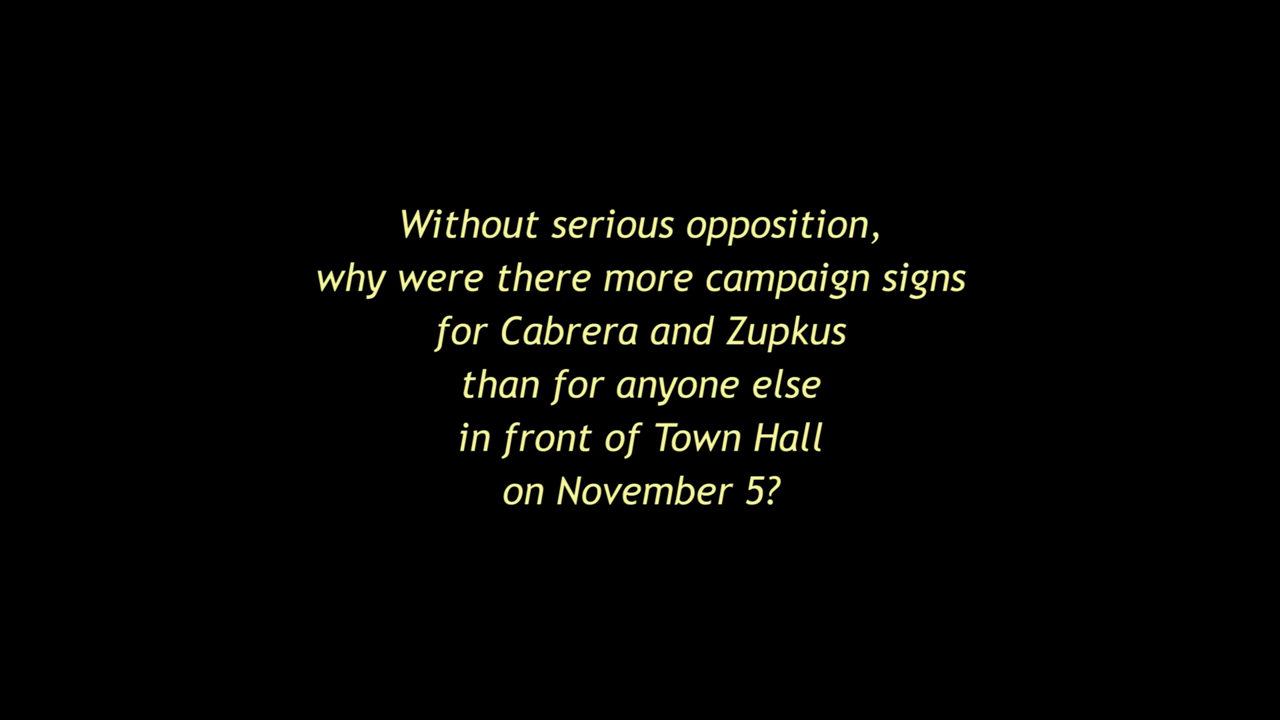 Without serious opposition,
why were there more campaign signs
for Cabrera and Zupkus
than for anyone else
in front of Town Hall
on November 5?